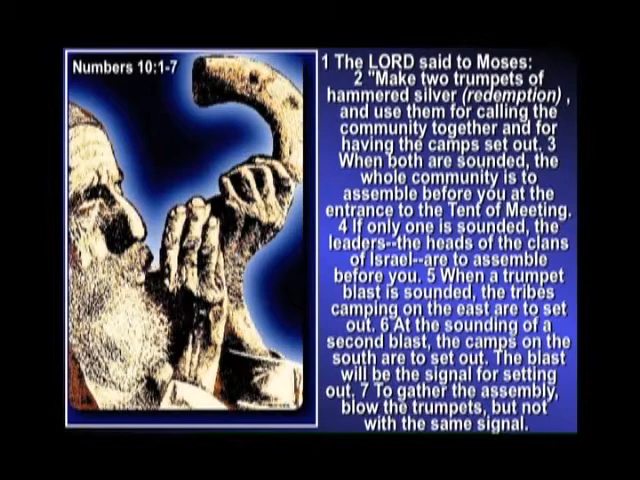 Numbers 10:1-7
1 The LORD said to Moses:
2 "Make two trumpets of
hammered silver (redemption) ,
and use them for calling the
community together and for
having the camps set out. 3
When both are sounded, the
whole community is to
assemble before you at the
entrance to the Tent of Meeting.
4 If only one is sounded, the
leaders--the heads of the clans
of Israel--are to assemble
before you. 5 When a trumpet
blast is sounded, the tribes
camping on the east are to set
out. 6 At the sounding of a
second blast, the camps on the
south are to set out. The blast
will be the signal for setting
out. 7 To gather the assembly,
blow the trumpets, but not
with the same signal.